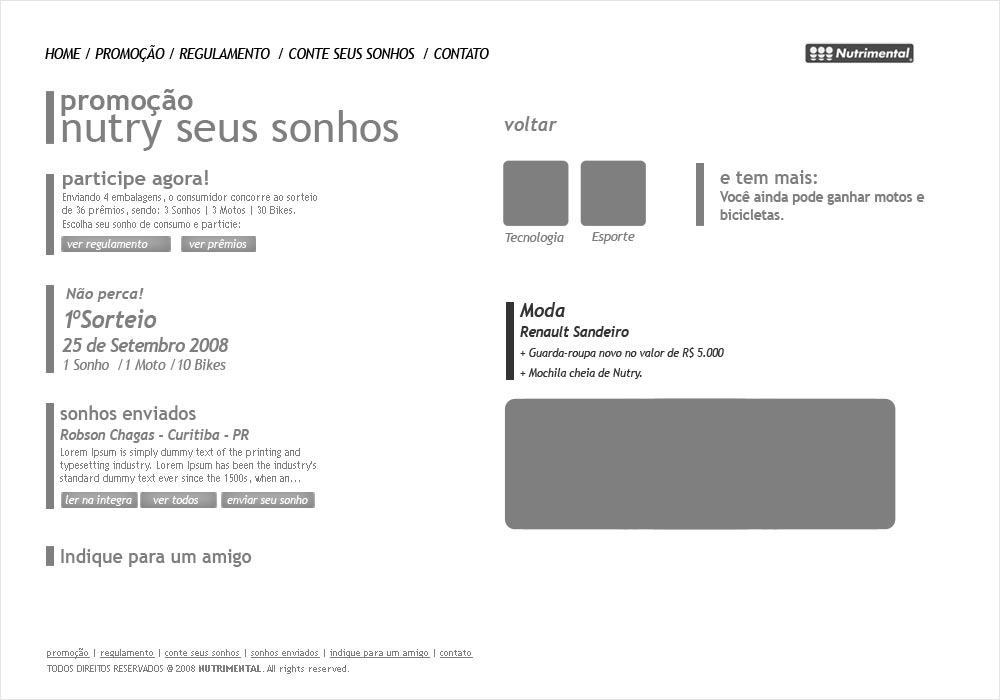 HOME / PROMOÇÃO / REGULAMENTO / CONTE SEUS SONHOS / CONTATO
Nutrimental
promoção
nutry seus sonhos
participe agora!
Enviando 4 embalagens, o consumidor concorre ao sorteio
de 36 prêmios, sendo: 3 Sonhos | 3 Motos | 30 Bikes.
Escolha seu sonho de consumo e particie:
ver regulamento
ver prêmios
Não perca!
1ºSorteio
25 de Setembro 2008
1 Sonho / 1 Moto / 10 Bikes
sonhos enviados
Robson Chagas - Curitiba - PR
Lorem Ipsum is simply dummy text of the printing and
typesetting industry. Lorem Ipsum has been the industry's
standard dummy text ever since the 1500s, when an...
ler na integra
ver todos
enviar seu sonho
Indique para um amigo
voltar
Tecnologia
Esporte
e tem mais:
Você ainda pode ganhar motos e
bicicletas.
Moda
Renault Sandeiro
+ Guarda-roupa novo no valor de R$ 5.000
+ Mochila cheia de Nutry.
promoção | regulamento | conte seus sonhos | sonhos enviados | indique para um amigo | contato
TODOS DIREITOS RESERVADOS @ 2008 NUTRIMENTAL. All rights reserved.